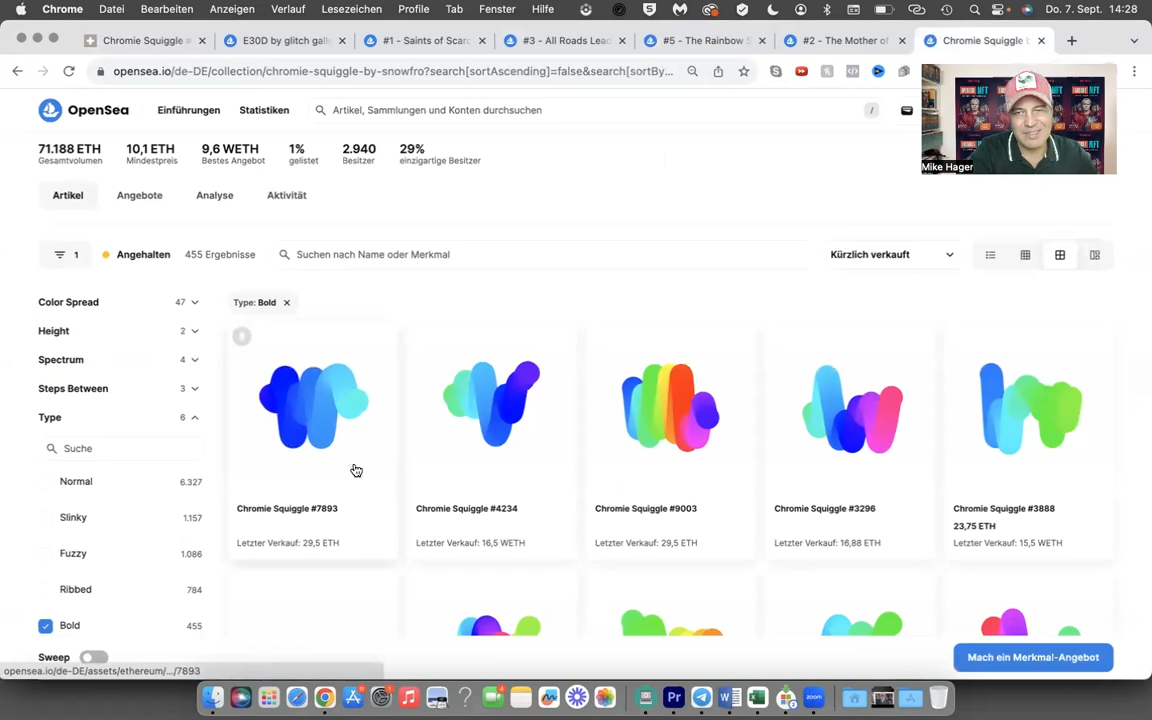 Chrome Datei Bearbeiten Anzeigen Verlauf Lesezeichen Profile Tab Fenster Hilfe Do. 7. Sept. 14:28
Chromie Squiggle # E30D by glitch gall #1 - Saints of Scarc #3 - All Roads Lead #5 - The Rainbow S #2 - The Mother of Chromie Squiggle b
opensea.io/de-DE/collection/chromie-squiggle-by-snowfro?search[sortAscending]=false&search[sortBy...
OpenSea Einführungen Statistiken Artikel, Sammlungen und Konten durchsuchen /
71.188 ETH 10,1 ETH 9,6 WETH 1% 2.940 29%
Gesamtvolumen Mindestpreis Bestes Angebot gelistet Besitzer einzigartige Besitzer
Mike Hager
Artikel Angebote Analyse Aktivität
1 Angehalten 455 Ergebnisse Suchen nach Name oder Merkmal Kürzlich verkauft
Color Spread 47
Type: Bold
Height 2
Spectrum 4
Steps Between 3
Type 6
Suche
Normal 6.327
Slinky 1.157
Fuzzy 1.086
Ribbed 784
Bold 455
Sweep
Chromie Squiggle #7893 Chromie Squiggle #4234 Chromie Squiggle #9003 Chromie Squiggle #3296 Chromie Squiggle #3888
23,75 ETH
Letzter Verkauf: 29,5 ETH Letzter Verkauf: 16,5 WETH Letzter Verkauf: 29,5 ETH Letzter Verkauf: 16,88 ETH Letzter Verkauf: 15,5 WETH
Mach ein Merkmal-Angebot
opensea.io/de-DE/assets/ethereum/.../7893